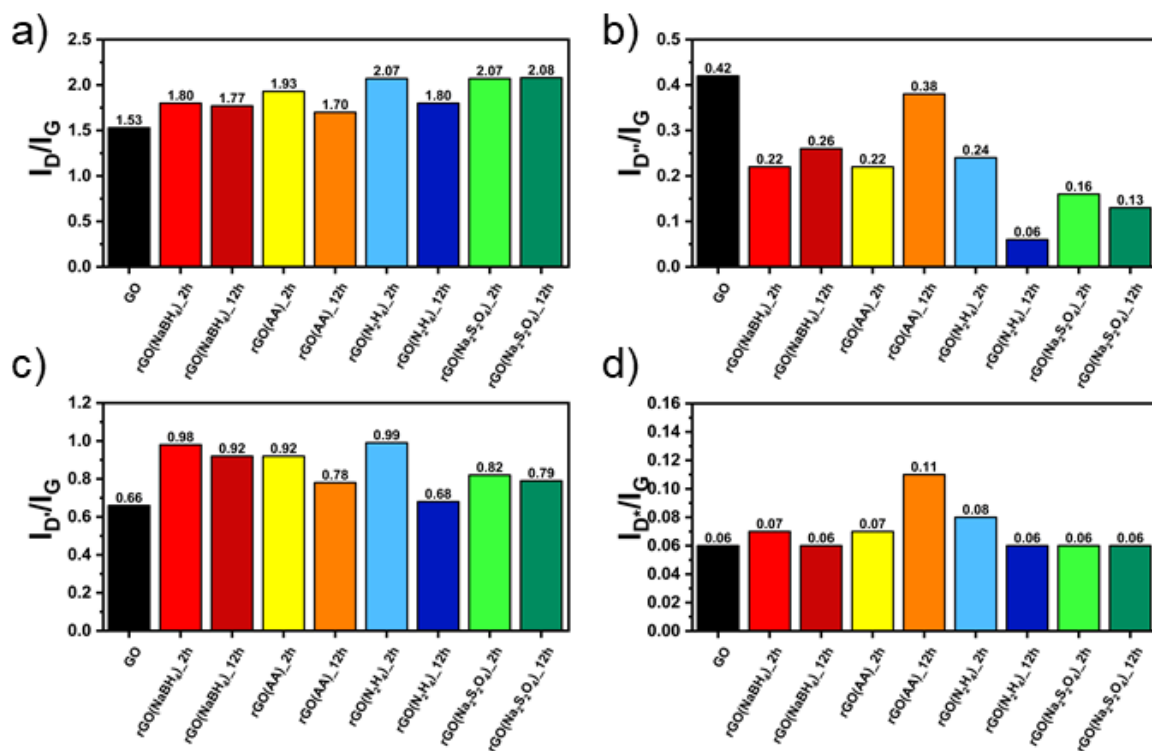 a)
I_D/I_G
2.5
2.0
1.5
1.0
0.5
0.0
1.53
1.80
1.77
1.93
1.70
2.07
1.80
2.07
2.08
GO
rGO(NaBH₄)_2h
rGO(NaBH₄)_12h
rGO(AA)_2h
rGO(AA)_12h
rGO(N₂H₄)_2h
rGO(N₂H₄)_12h
rGO(Na₂S₂O₄)_2h
rGO(Na₂S₂O₄)_12h
b)
I_D"/I_G
0.5
0.4
0.3
0.2
0.1
0.0
0.42
0.22
0.26
0.22
0.38
0.24
0.06
0.16
0.13
GO
rGO(NaBH₄)_2h
rGO(NaBH₄)_12h
rGO(AA)_2h
rGO(AA)_12h
rGO(N₂H₄)_2h
rGO(N₂H₄)_12h
rGO(Na₂S₂O₄)_2h
rGO(Na₂S₂O₄)_12h
c)
I_D'/I_G
1.2
1.0
0.8
0.6
0.4
0.2
0.0
0.66
0.98
0.92
0.92
0.78
0.99
0.68
0.82
0.79
GO
rGO(NaBH₄)_2h
rGO(NaBH₄)_12h
rGO(AA)_2h
rGO(AA)_12h
rGO(N₂H₄)_2h
rGO(N₂H₄)_12h
rGO(Na₂S₂O₄)_2h
rGO(Na₂S₂O₄)_12h
d)
I_D*/I_G
0.16
0.14
0.12
0.10
0.08
0.06
0.04
0.02
0.00
0.06
0.07
0.06
0.07
0.11
0.08
0.06
0.06
0.06
GO
rGO(NaBH₄)_2h
rGO(NaBH₄)_12h
rGO(AA)_2h
rGO(AA)_12h
rGO(N₂H₄)_2h
rGO(N₂H₄)_12h
rGO(Na₂S₂O₄)_2h
rGO(Na₂S₂O₄)_12h